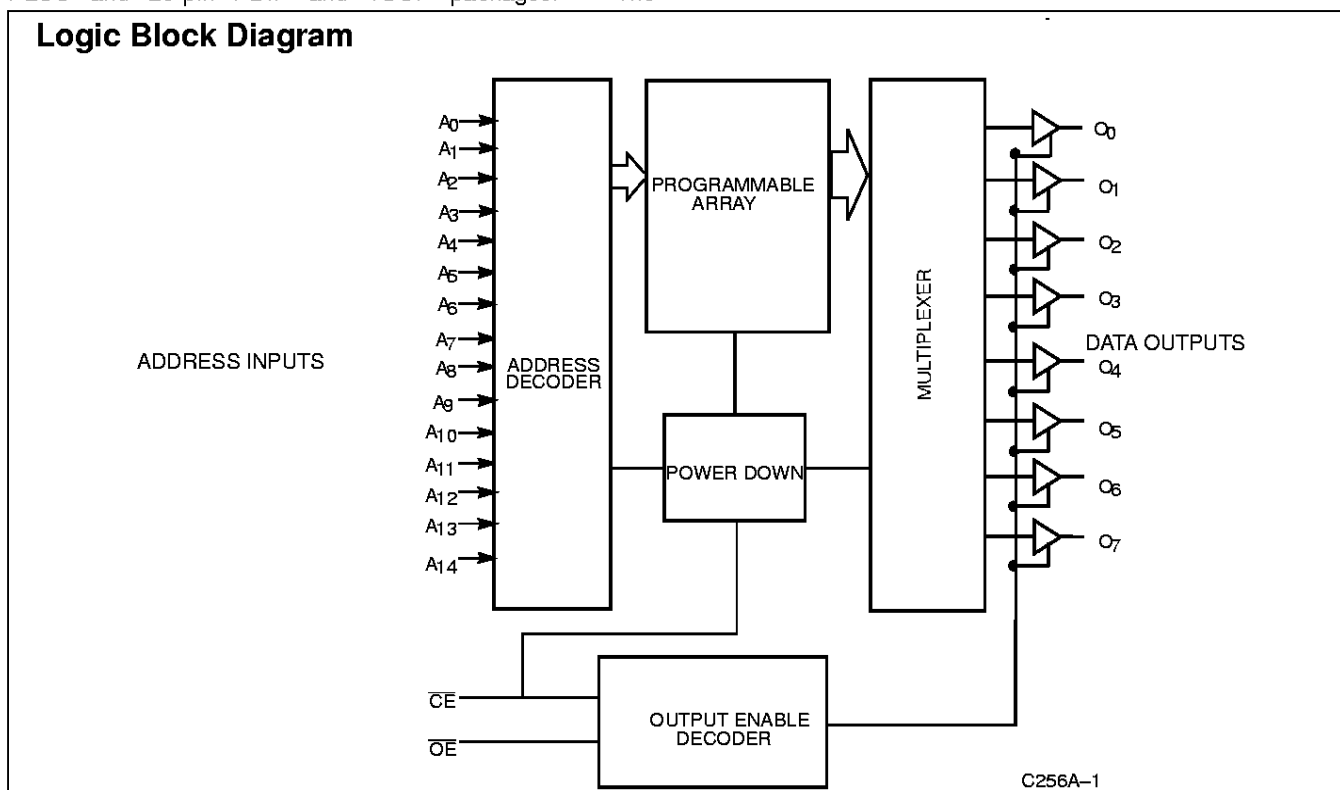 Logic Block Diagram
A0
A1
A2
A3
A4
A5
A6
A7
A8
A9
A10
A11
A12
A13
A14
ADDRESS INPUTS
ADDRESS
DECODER
PROGRAMMABLE
ARRAY
POWER DOWN
MULTIPLEXER
O0
O1
O2
O3
DATA OUTPUTS
O4
O5
O6
O7
CE
OE
OUTPUT ENABLE
DECODER
C256A–1